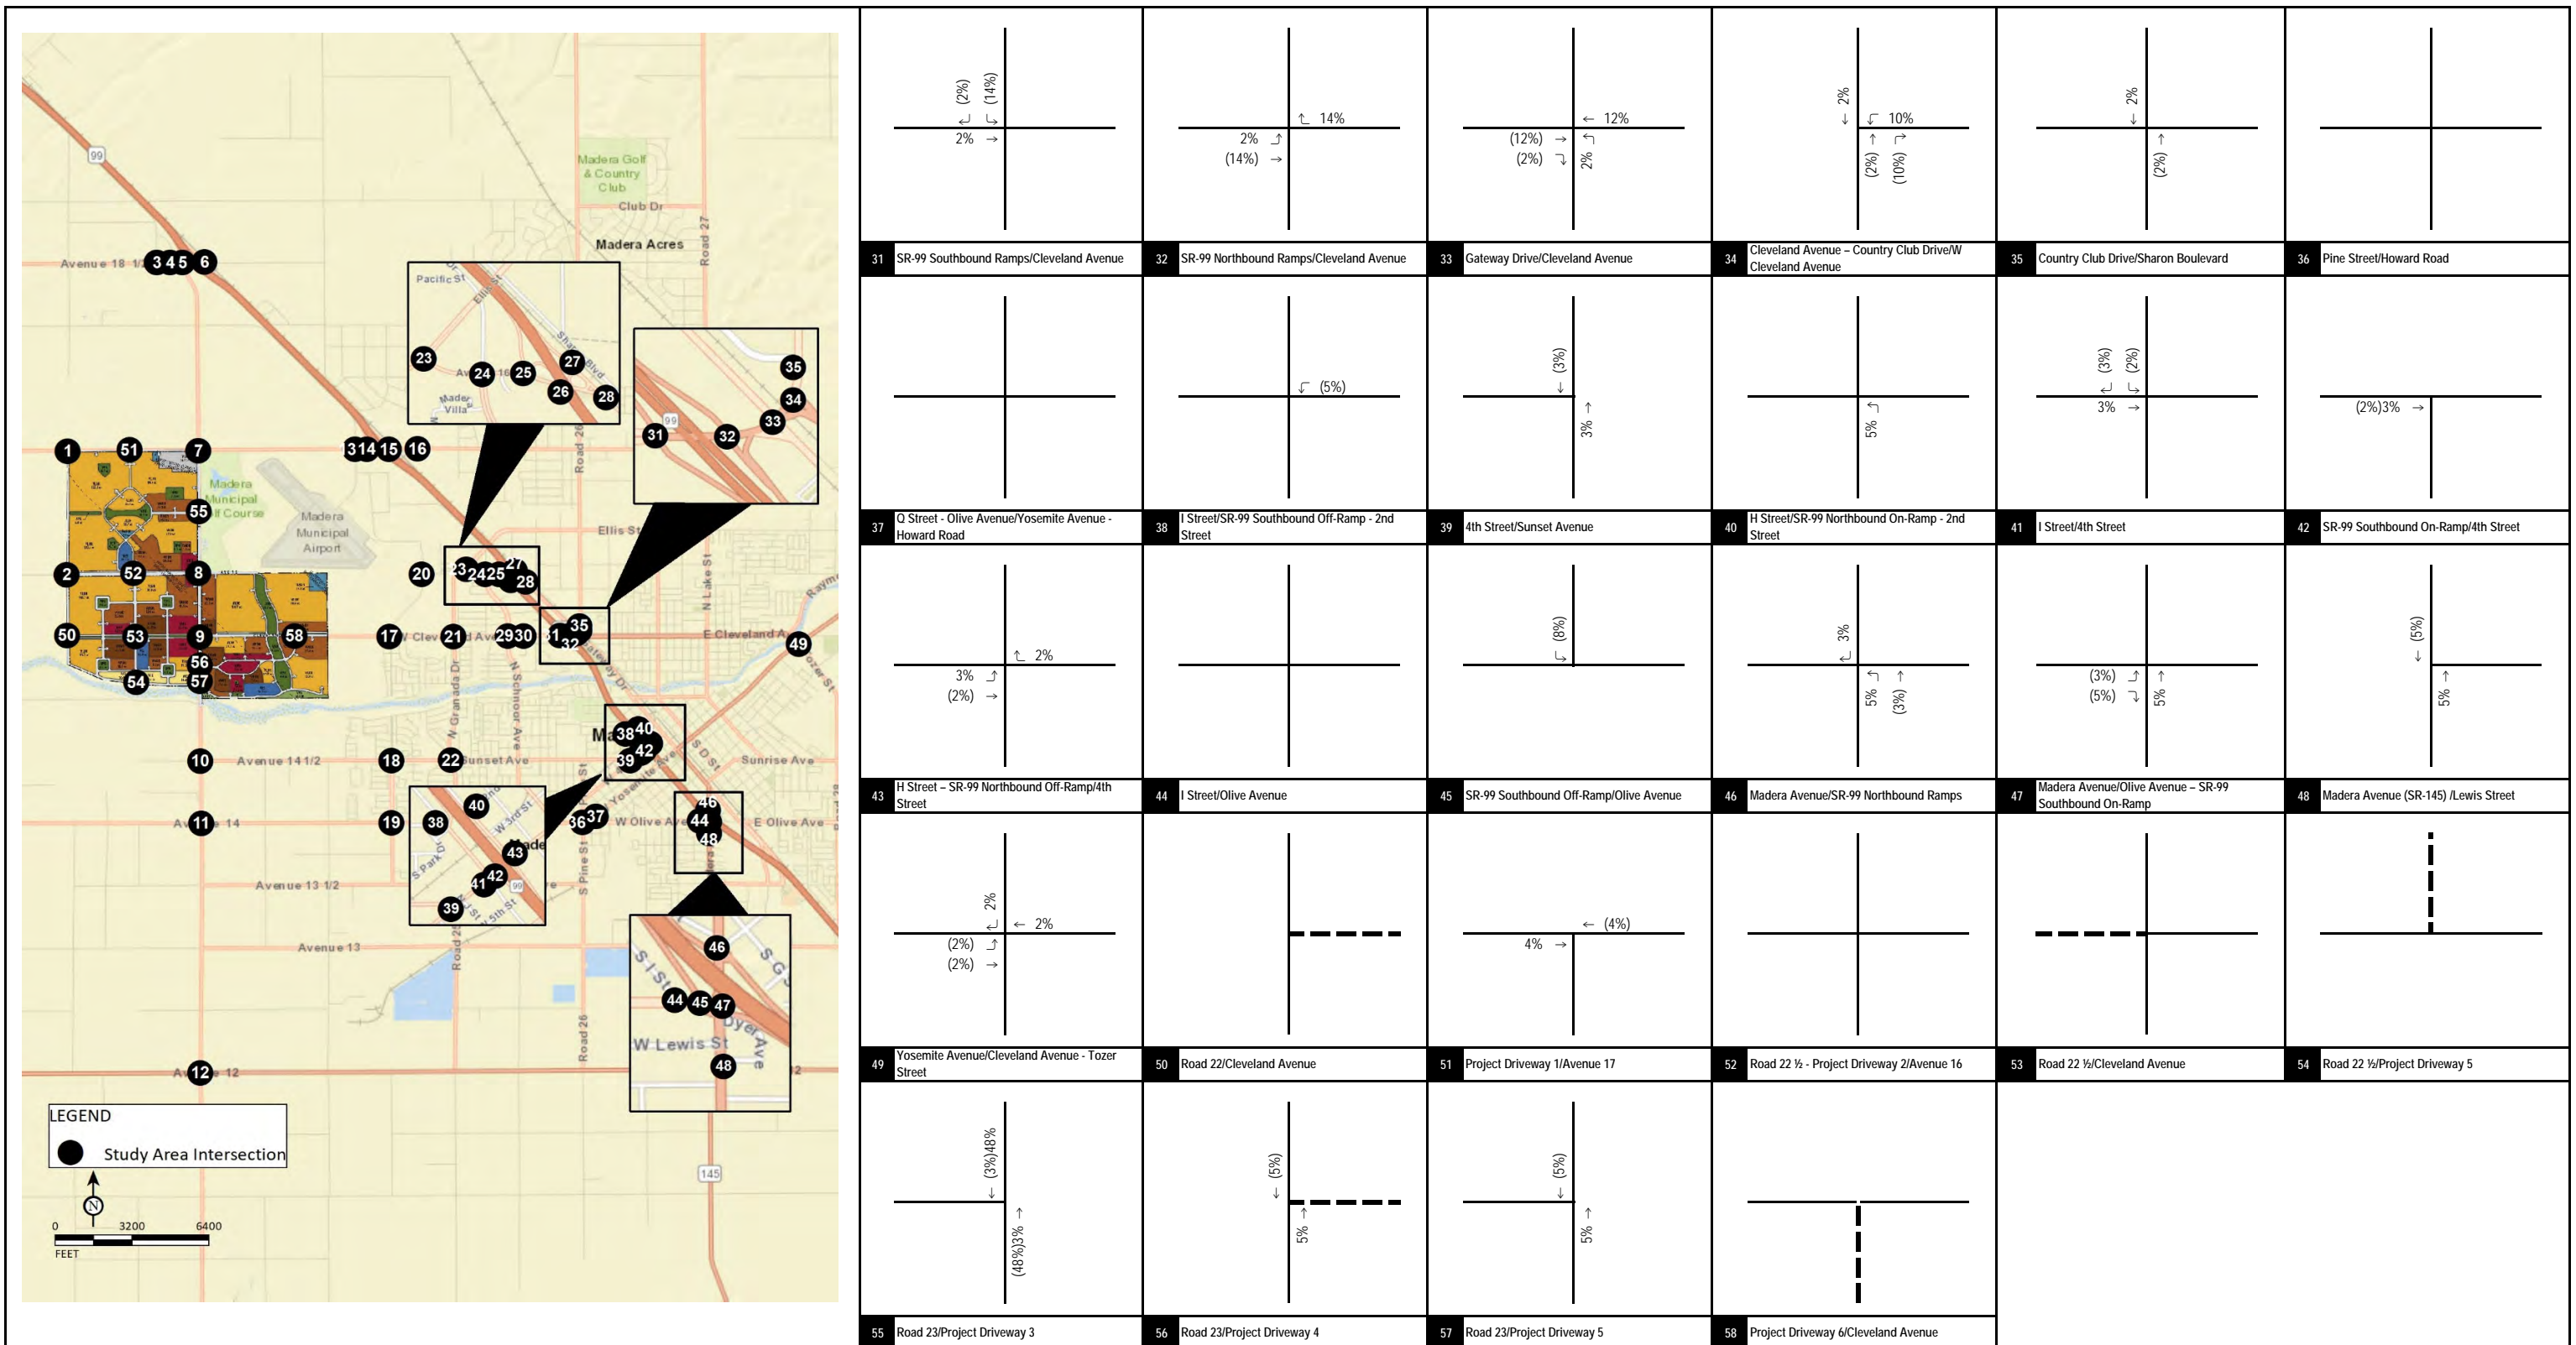 99
Madera Golf
& Country
Club
Club Dr
Road 27
Madera Acres
Avenue 18 1/2
3
4
5
6
Pacific St
Ellis St
Sharon Blvd
23
24
25
26
27
28
35
34
33
32
31
99
Road 26
1
51
7
14
15
16
Madera
Municipal
Golf Course
55
Madera
Municipal
Airport
Ellis St
N Lake St
2
52
8
20
23
24
25
27
28
50
53
9
58
17
21
29
30
35
32
E Cleveland A
49
Tozer St
56
54
57
N Granada Dr
N Schnoor Ave
Gateway Dr
38
40
42
39
S D St
Yosemite Ave
Sunrise Ave
10
Avenue 14 1/2
18
22
Sunset Ave
11
Avenue 14
19
36
37
W Olive Ave
46
44
48
E Olive Ave
40
38
W 3rd St
S Park Dr
43
42
41
99
39
5th St
Avenue 13 1/2
S Pine St
Avenue 13
Road 26
46
S I St
44
45
47
Dyer Ave
W Lewis St
48
12
Avenue 12
145
LEGEND
Study Area Intersection
N
0 3200 6400
FEET
(2%) (14%)
2%
31 SR-99 Southbound Ramps/Cleveland Avenue
14%
2%
(14%)
32 SR-99 Northbound Ramps/Cleveland Avenue
12%
(12%)
(2%) 2%
33 Gateway Drive/Cleveland Avenue
2%
10%
(2%) (10%)
34 Cleveland Avenue – Country Club Drive/W
Cleveland Avenue
2%
(2%)
35 Country Club Drive/Sharon Boulevard
36 Pine Street/Howard Road
37 Q Street - Olive Avenue/Yosemite Avenue -
Howard Road
(5%)
38 I Street/SR-99 Southbound Off-Ramp - 2nd
Street
(3%)
3%
39 4th Street/Sunset Avenue
5%
40 H Street/SR-99 Northbound On-Ramp - 2nd
Street
(3%) (2%)
3%
41 I Street/4th Street
(2%)3%
42 SR-99 Southbound On-Ramp/4th Street
2%
3%
(2%)
43 H Street – SR-99 Northbound Off-Ramp/4th
Street
44 I Street/Olive Avenue
(8%)
45 SR-99 Southbound Off-Ramp/Olive Avenue
3%
5% (3%)
46 Madera Avenue/SR-99 Northbound Ramps
(3%)
(5%) 5%
47 Madera Avenue/Olive Avenue – SR-99
Southbound On-Ramp
(5%)
5%
48 Madera Avenue (SR-145) /Lewis Street
2%
2%
(2%)
(2%)
49 Yosemite Avenue/Cleveland Avenue - Tozer
Street
50 Road 22/Cleveland Avenue
(4%)
4%
51 Project Driveway 1/Avenue 17
52 Road 22 ½ - Project Driveway 2/Avenue 16
53 Road 22 ½/Cleveland Avenue
54 Road 22 ½/Project Driveway 5
(3%)48%
(48%)3%
55 Road 23/Project Driveway 3
(5%)
5%
56 Road 23/Project Driveway 4
(5%)
5%
57 Road 23/Project Driveway 5
58 Project Driveway 6/Cleveland Avenue